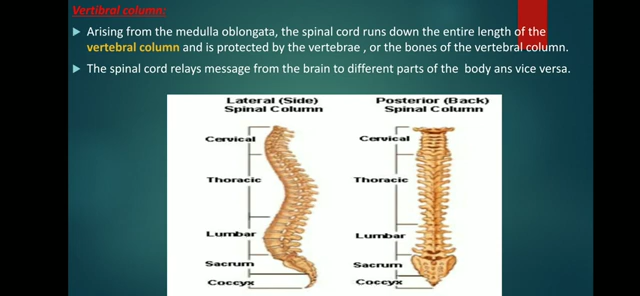 Vertibral column:
Arising from the medulla oblongata, the spinal cord runs down the entire length of the
vertebral column and is protected by the vertebrae , or the bones of the vertebral column.
The spinal cord relays message from the brain to different parts of the body ans vice versa.
Lateral (Side)
Spinal Column
Cervical
Thoracic
Lumbar
Sacrum
Coccyx
Posterior (Back)
Spinal Column
Cervical
Thoracic
Lumbar
Sacrum
Coccyx